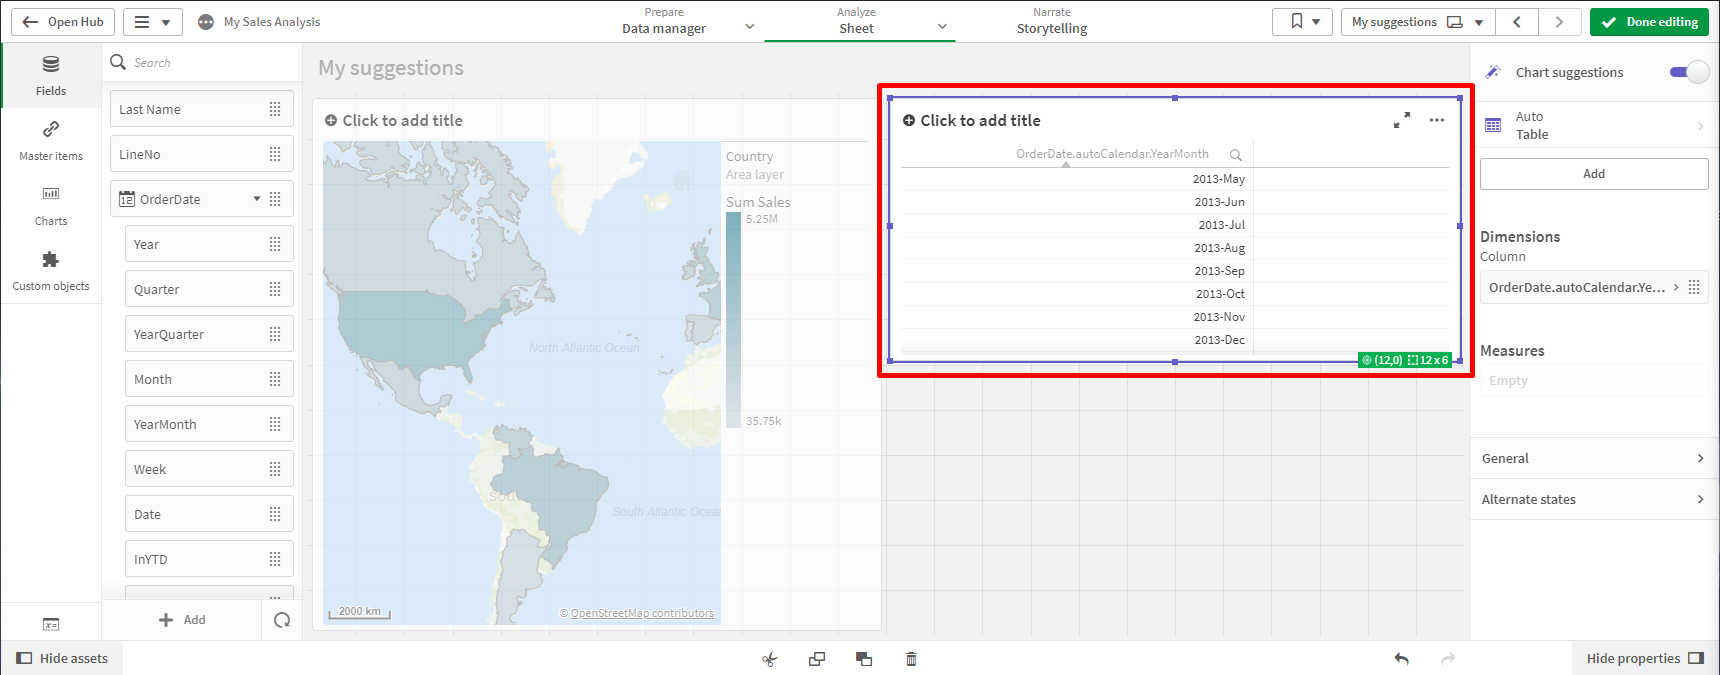 Open Hub
My Sales Analysis
Prepare
Data manager
Analyze
Sheet
Narrate
Storytelling
My suggestions
Done editing
Fields
Master items
Charts
Custom objects
Search
Last Name
LineNo
12 OrderDate
Year
Quarter
YearQuarter
Month
YearMonth
Week
Date
InYTD
Add
My suggestions
Click to add title
Country
Area layer
Sum Sales
5.25M
35.75k
North Atlantic Ocean
SOU
South Atlantic Ocean
2000 km
© OpenStreetMap contributors
Click to add title
OrderDate.autoCalendar.YearMonth
2013-May
2013-Jun
2013-Jul
2013-Aug
2013-Sep
2013-Oct
2013-Nov
2013-Dec
(12,0) 12 x 6
Chart suggestions
Auto
Table
Add
Dimensions
Column
OrderDate.autoCalendar.Ye...
Measures
Empty
General
Alternate states
x=
Hide assets
Hide properties